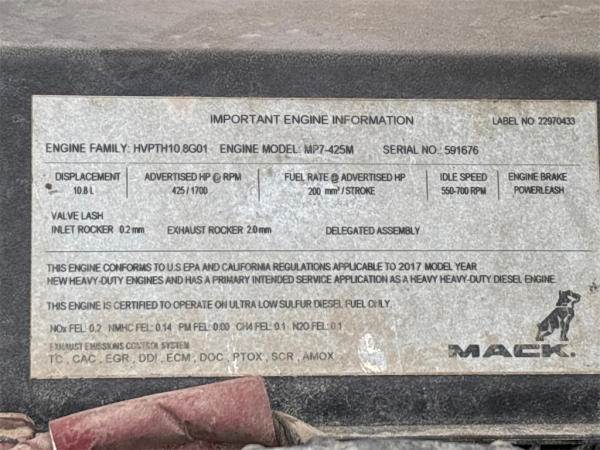 IMPORTANT ENGINE INFORMATION LABEL NO 22970433
ENGINE FAMILY: HVPTH10.8G01 ENGINE MODEL: MP7-425M SERIAL NO.: 591676
DISPLACEMENT ADVERTISED HP @ RPM FUEL RATE @ ADVERTISED HP IDLE SPEED ENGINE BRAKE
10.8 L 425 / 1700 200 mm³ / STROKE 550-700 RPM POWERLEASH
VALVE LASH
INLET ROCKER 0.2 mm EXHAUST ROCKER 2.0 mm DELEGATED ASSEMBLY
THIS ENGINE CONFORMS TO U.S EPA AND CALIFORNIA REGULATIONS APPLICABLE TO 2017 MODEL YEAR
NEW HEAVY-DUTY ENGINES AND HAS A PRIMARY INTENDED SERVICE APPLICATION AS A HEAVY HEAVY-DUTY DIESEL ENGINE
THIS ENGINE IS CERTIFIED TO OPERATE ON ULTRA LOW SULFUR DIESEL FUEL ONLY.
NOx FEL: 0.2 NMHC FEL: 0.14 PM FEL: 0.00 CH4 FEL: 0.1 N2O FEL: 0.1
EXHAUST EMISSIONS CONTROL SYSTEM
TC , CAC , EGR , DDI , ECM , DOC , PTOX , SCR , AMOX
MACK.